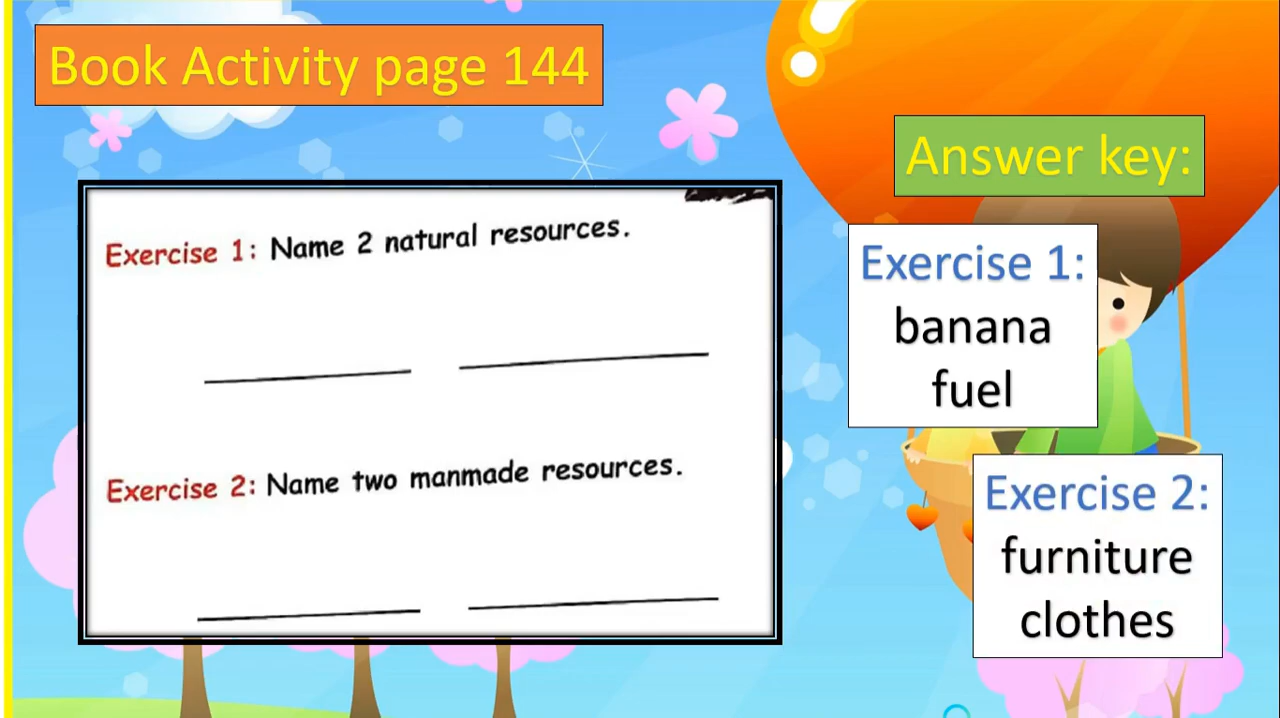 Book Activity page 144
Exercise 1: Name 2 natural resources.
Exercise 2: Name two manmade resources.
Answer key:
Exercise 1:
banana
fuel
Exercise 2:
furniture
clothes